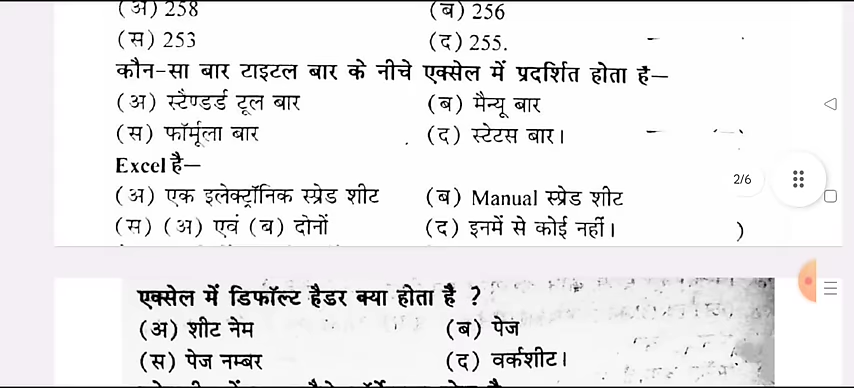 (अ) 258 (ब) 256
(स) 253 (द) 255.
कौन-सा बार टाइटल बार के नीचे एक्सेल में प्रदर्शित होता है—
(अ) स्टैण्डर्ड टूल बार (ब) मैन्यू बार
(स) फॉर्मूला बार (द) स्टेटस बार।
Excel है—
(अ) एक इलेक्ट्रॉनिक स्प्रेड शीट (ब) Manual स्प्रेड शीट
2/6
(स) (अ) एवं (ब) दोनों (द) इनमें से कोई नहीं। )
एक्सेल में डिफॉल्ट हैडर क्या होता है ?
(अ) शीट नेम (ब) पेज
(स) पेज नम्बर (द) वर्कशीट।